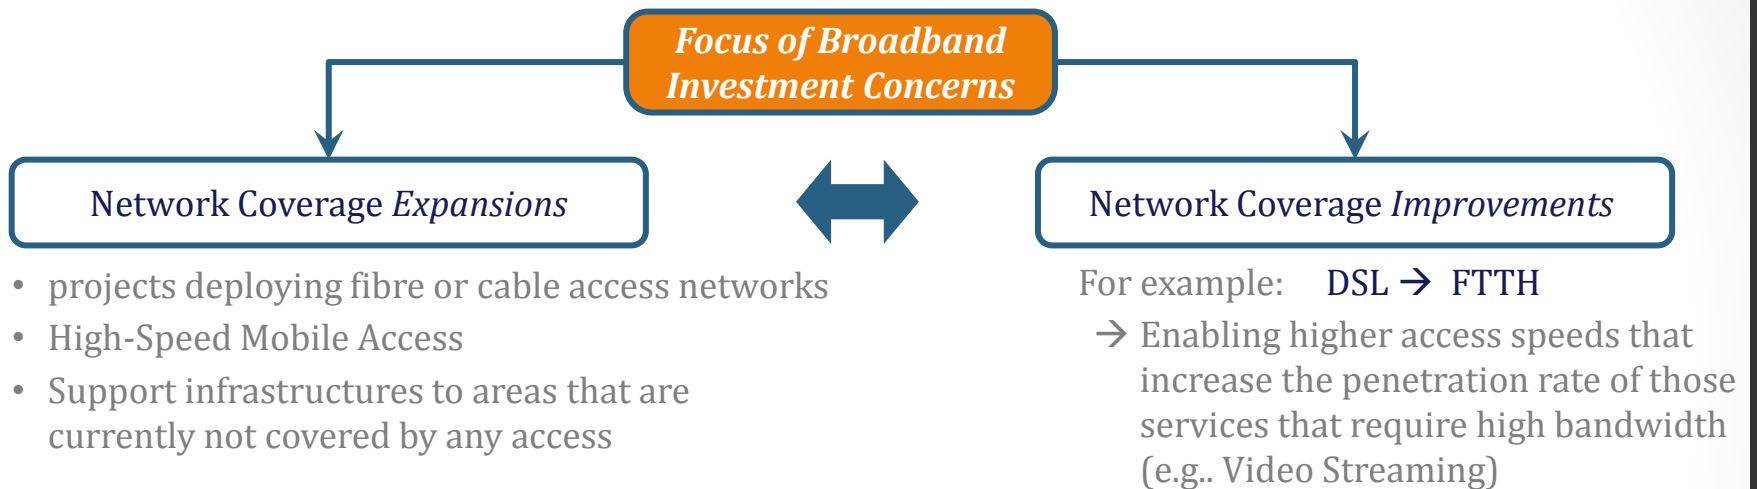 Focus of Broadband
Investment Concerns
Network Coverage Expansions
Network Coverage Improvements
• projects deploying fibre or cable access networks
• High-Speed Mobile Access
• Support infrastructures to areas that are
currently not covered by any access
For example: DSL → FTTH
→ Enabling higher access speeds that
increase the penetration rate of those
services that require high bandwidth
(e.g.. Video Streaming)